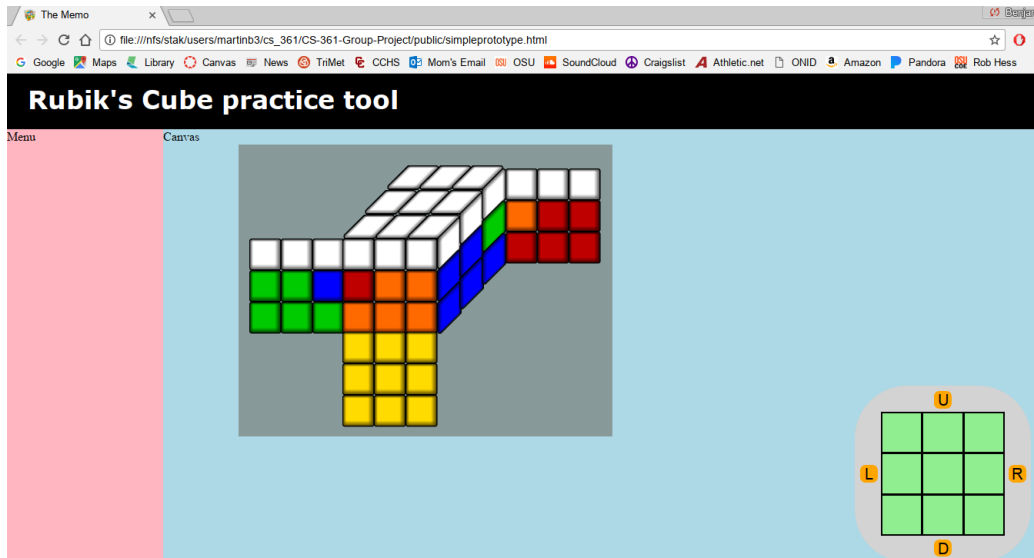 The Memo
file:///nfs/stak/users/martinb3/cs_361/CS-361-Group-Project/public/simpleprototype.html
Google Maps Library Canvas News TriMet CCHS Mom's Email OSU SoundCloud Craigslist Athletic.net ONID Amazon Pandora Rob Hess
Rubik's Cube practice tool
Menu
Canvas
U
L
R
D